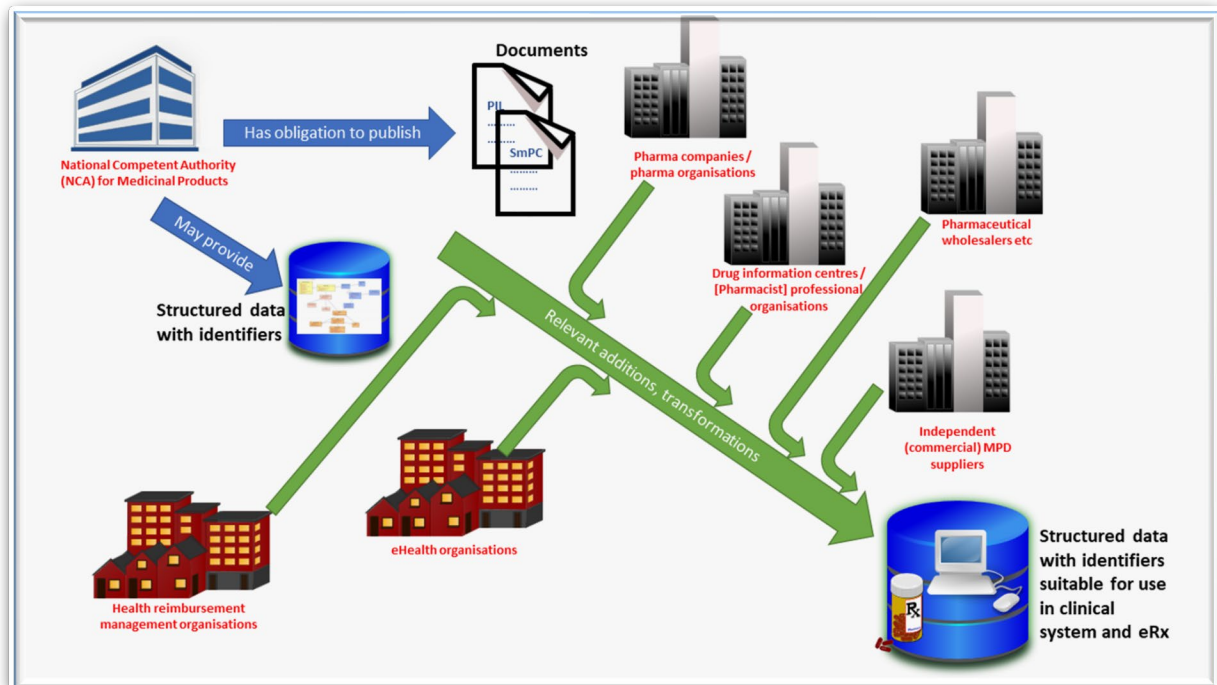 Documents
PIL
………
………
SmPC
………
………
Has obligation to publish
National Competent Authority
(NCA) for Medicinal Products
May provide
Structured data
with identifiers
Pharma companies /
pharma organisations
Drug information centres /
[Pharmacist] professional
organisations
Pharmaceutical
wholesalers etc
Relevant additions, transformations
Independent
(commercial) MPD
suppliers
eHealth organisations
Health reimbursement
management organisations
Rx
Structured data
with identifiers
suitable for use
in clinical
system and eRx